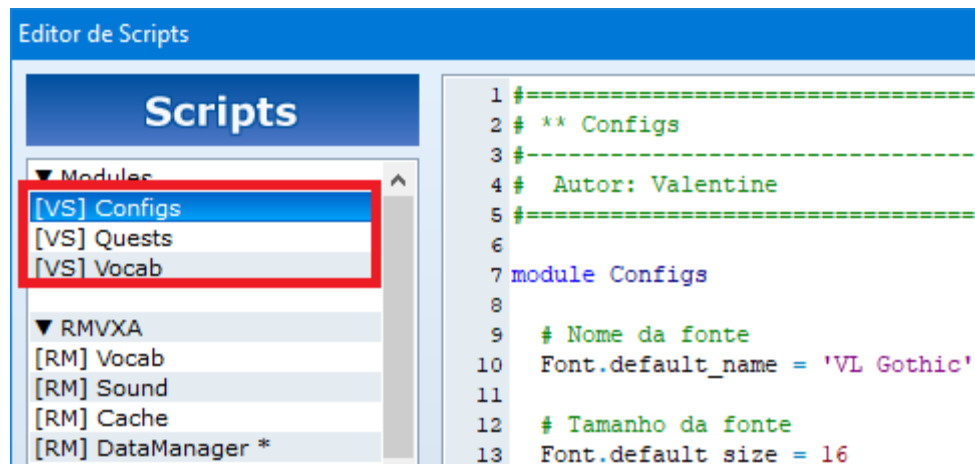 Editor de Scripts
Scripts
▼ Modules
[VS] Configs
[VS] Quests
[VS] Vocab
▼ RMVXA
[RM] Vocab
[RM] Sound
[RM] Cache
[RM] DataManager *
1 #================================
2 # ** Configs
3 #--------------------------------
4 #  Autor: Valentine
5 #================================
6
7 module Configs
8
9   # Nome da fonte
10   Font.default_name = 'VL Gothic'
11
12   # Tamanho da fonte
13   Font.default_size = 16